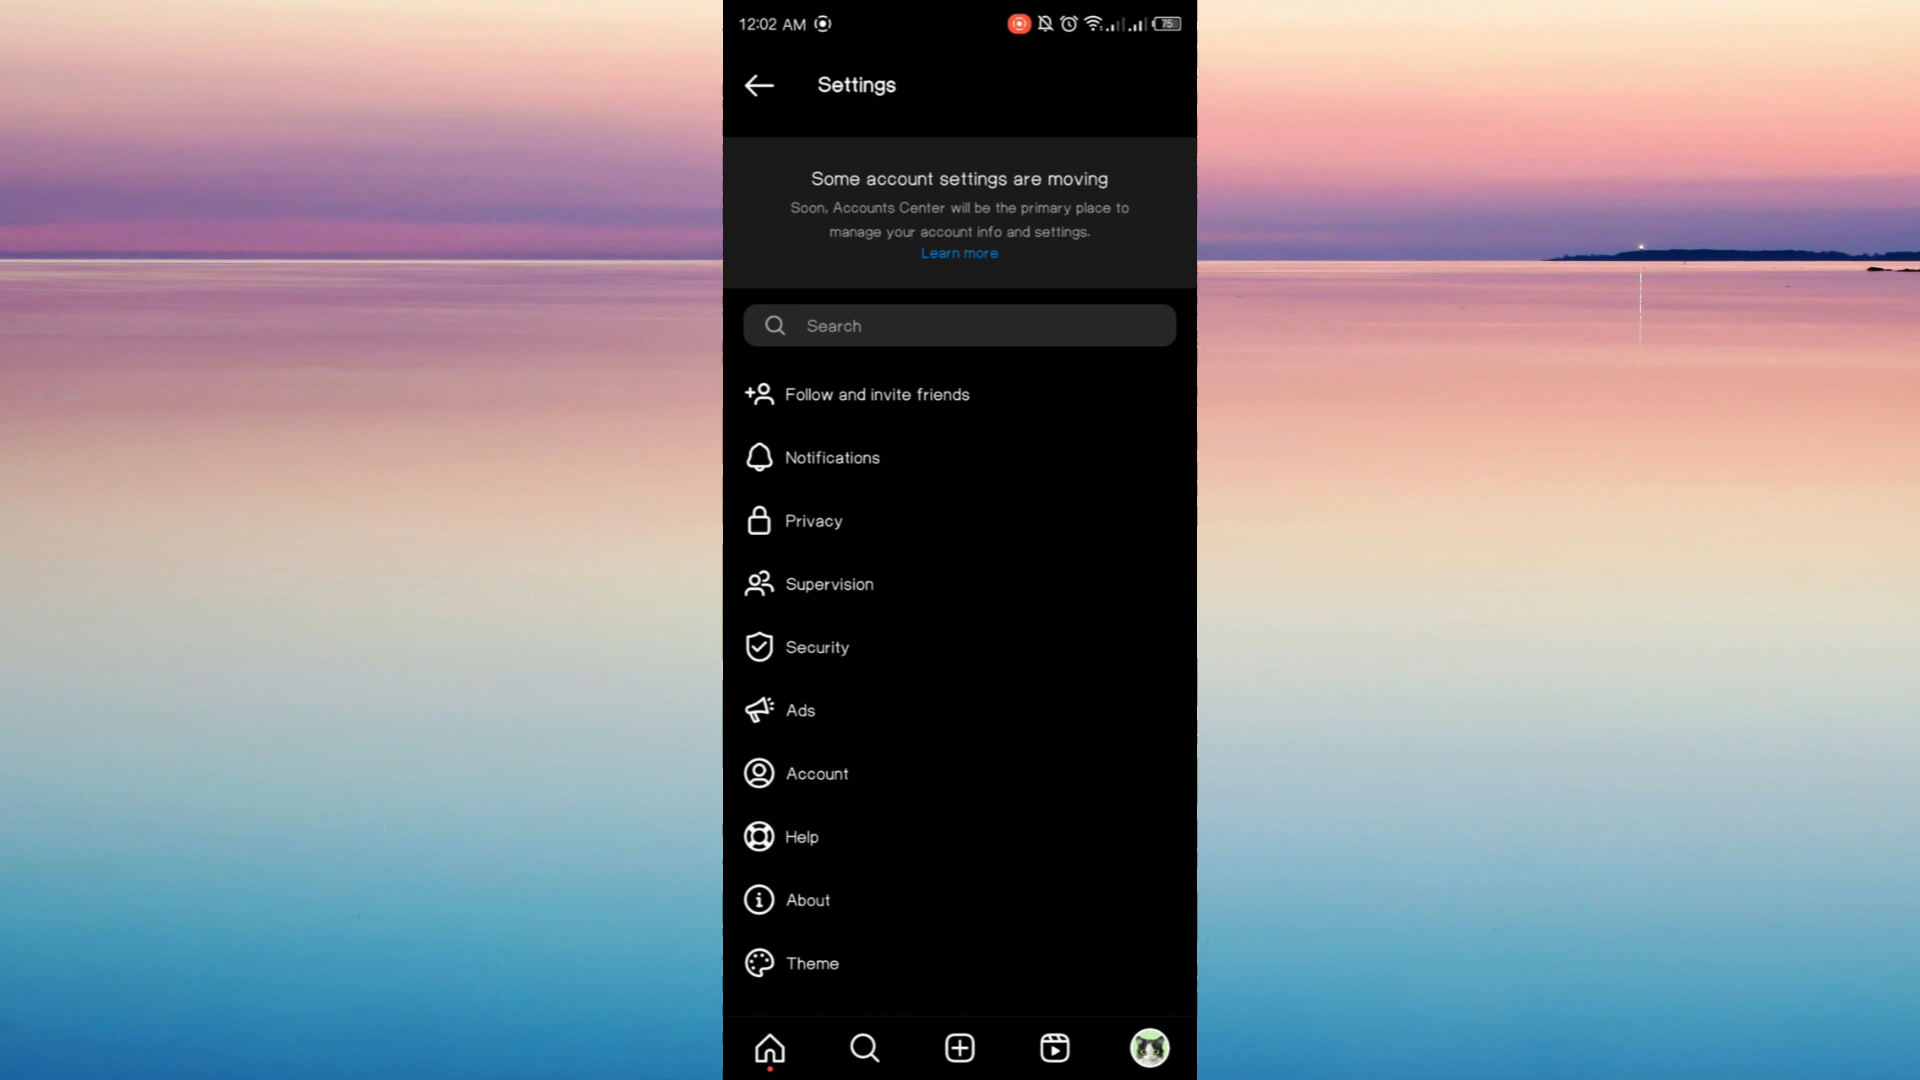 12:02 AM
75
Settings
Some account settings are moving
Soon, Accounts Center will be the primary place to
manage your account info and settings.
Learn more
Search
Follow and invite friends
Notifications
Privacy
Supervision
Security
Ads
Account
Help
About
Theme